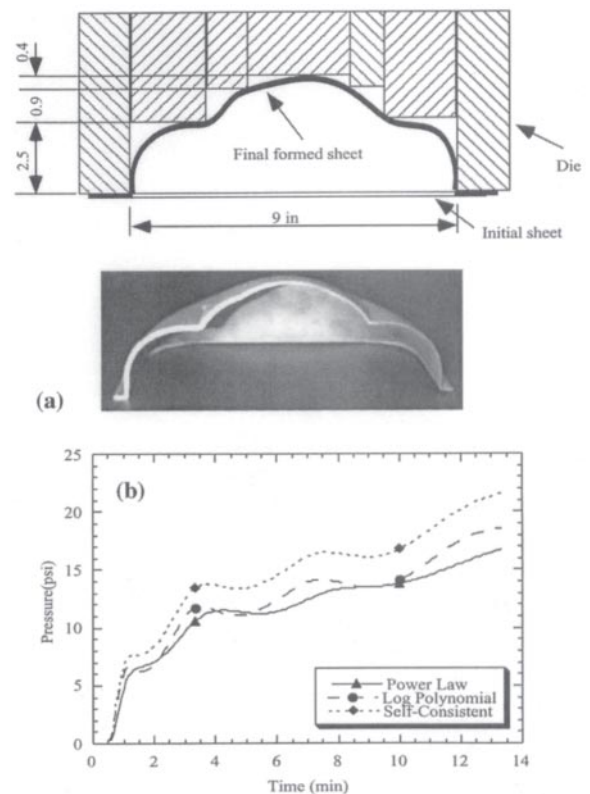 0.4
0.9
2.5
Final formed sheet
Die
9 in
Initial sheet
(a)
(b)
25
20
15
10
5
0
Pressure(psi)
Power Law
Log Polynomial
Self-Consistent
0 2 4 6 8 10 12 14
Time (min)